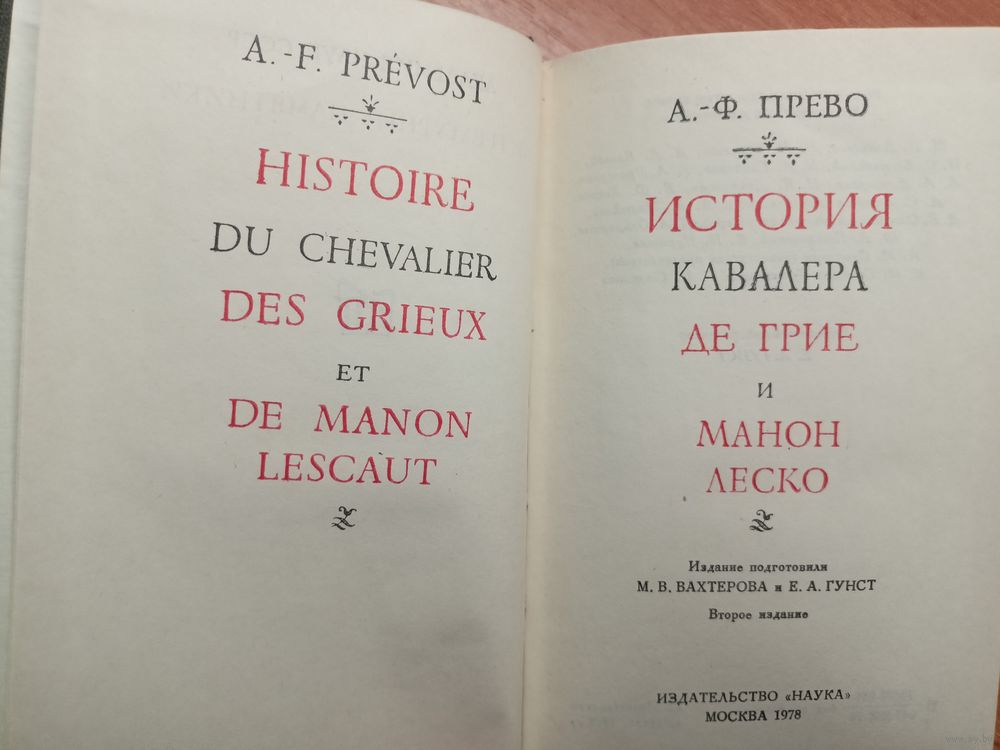 A.-F. PRÉVOST
HISTOIRE
DU CHEVALIER
DES GRIEUX
ET
DE MANON
LESCAUT
А.-Ф. ПРЕВО
ИСТОРИЯ
КАВАЛЕРА
ДЕ ГРИЕ
И
МАНОН
ЛЕСКО
Издание подготовили
М. В. ВАХТЕРОВА и Е. А. ГУНСТ
Второе издание
ИЗДАТЕЛЬСТВО «НАУКА»
МОСКВА 1978